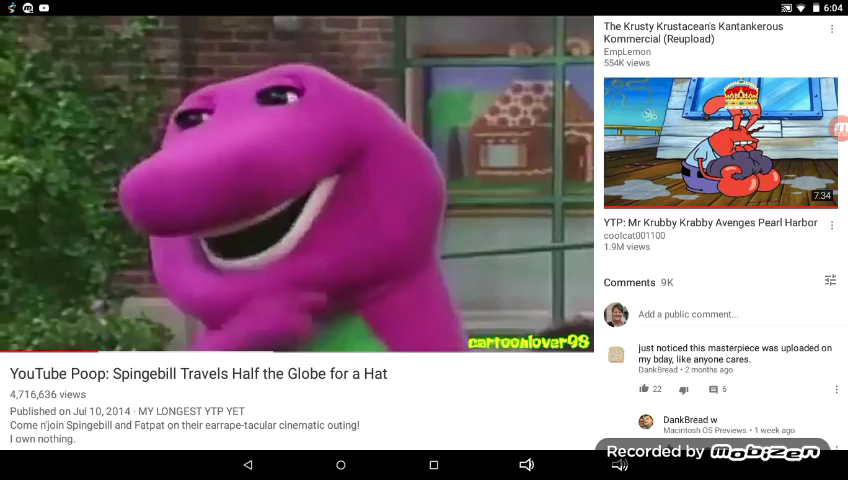 6:04
cartoonlover98
YouTube Poop: Spingebill Travels Half the Globe for a Hat
4,716,636 views
Published on Jul 10, 2014 · MY LONGEST YTP YET
Come n'join Spingebill and Fatpat on their earrape-tacular cinematic outing!
I own nothing.
The Krusty Krustacean's Kantankerous
Kommercial (Reupload)
EmpLemon
554K views
7:34
YTP: Mr Krubby Krabby Avenges Pearl Harbor
coolcat001100
1.9M views
Comments 9K
Add a public comment...
just noticed this masterpiece was uploaded on
my bday, like anyone cares.
DankBread • 2 months ago
22
6
DankBread w
Macintosh OS Previews • 1 week ago
Recorded by mobizen